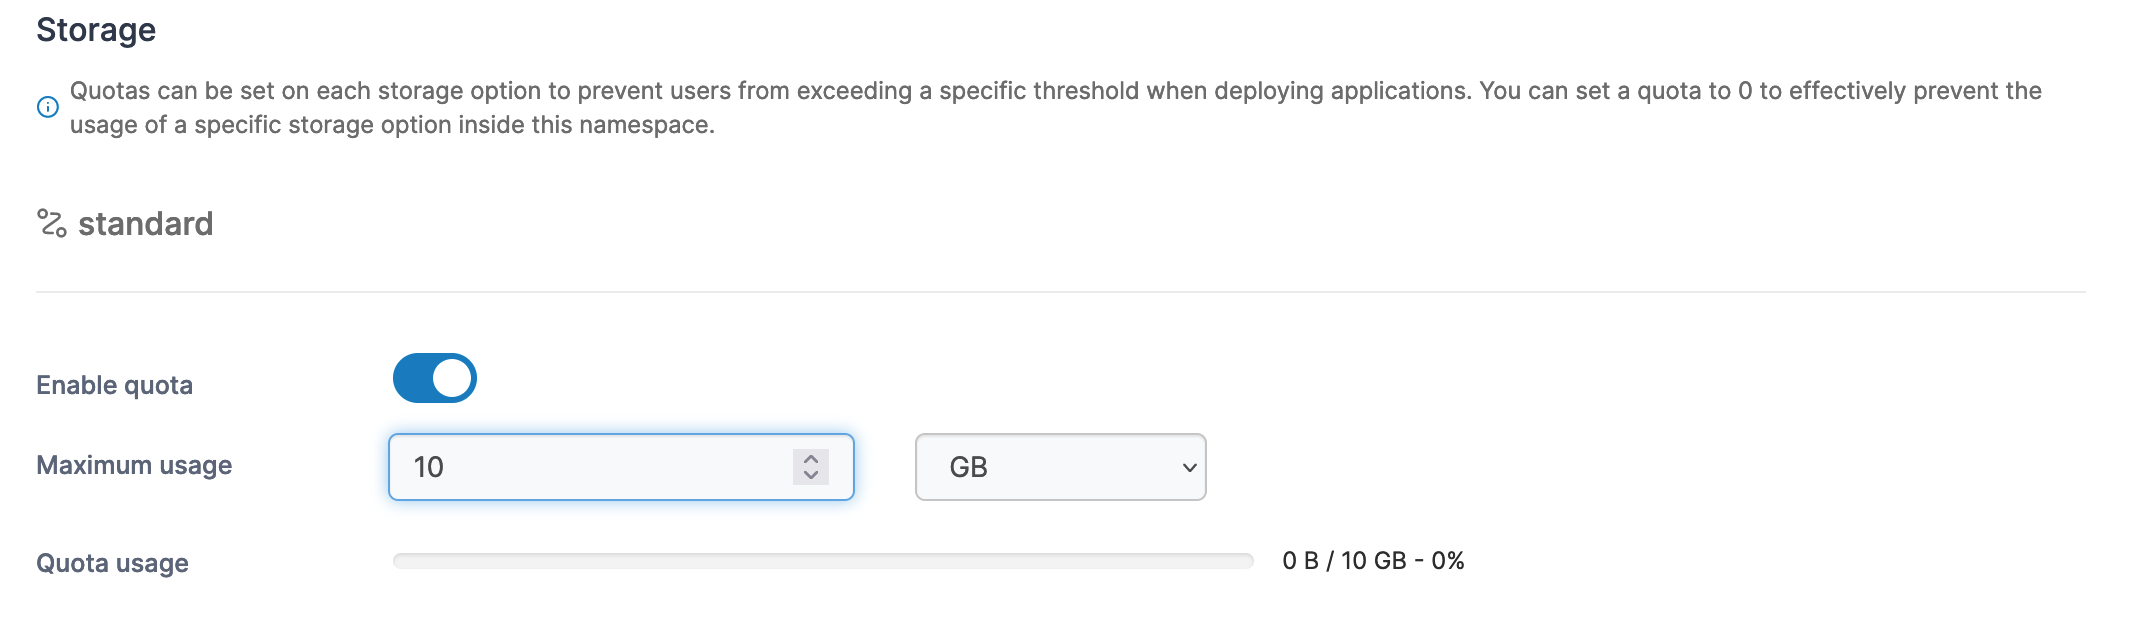 Storage
Quotas can be set on each storage option to prevent users from exceeding a specific threshold when deploying applications. You can set a quota to 0 to effectively prevent the
usage of a specific storage option inside this namespace.
standard
Enable quota
Maximum usage
10
GB
Quota usage
0 B / 10 GB - 0%